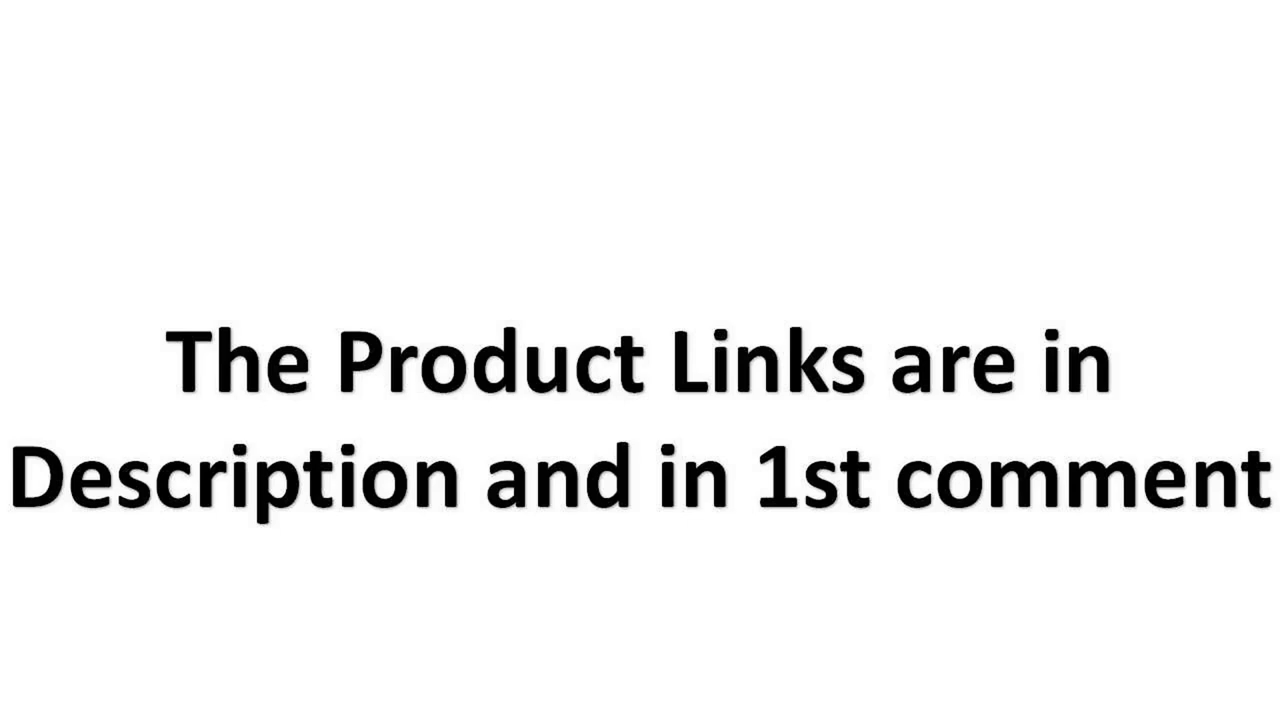 The Product Links are in
Description and in 1st comment